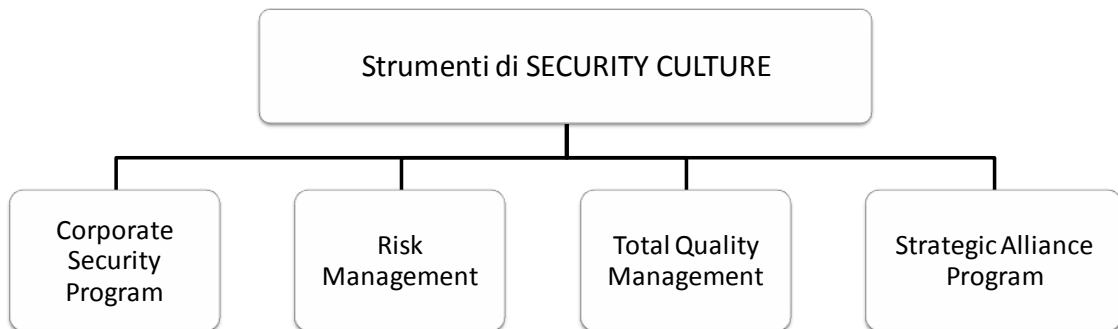 Strumenti di SECURITY CULTURE
Corporate
Security
Program
Risk
Management
Total Quality
Management
Strategic Alliance
Program